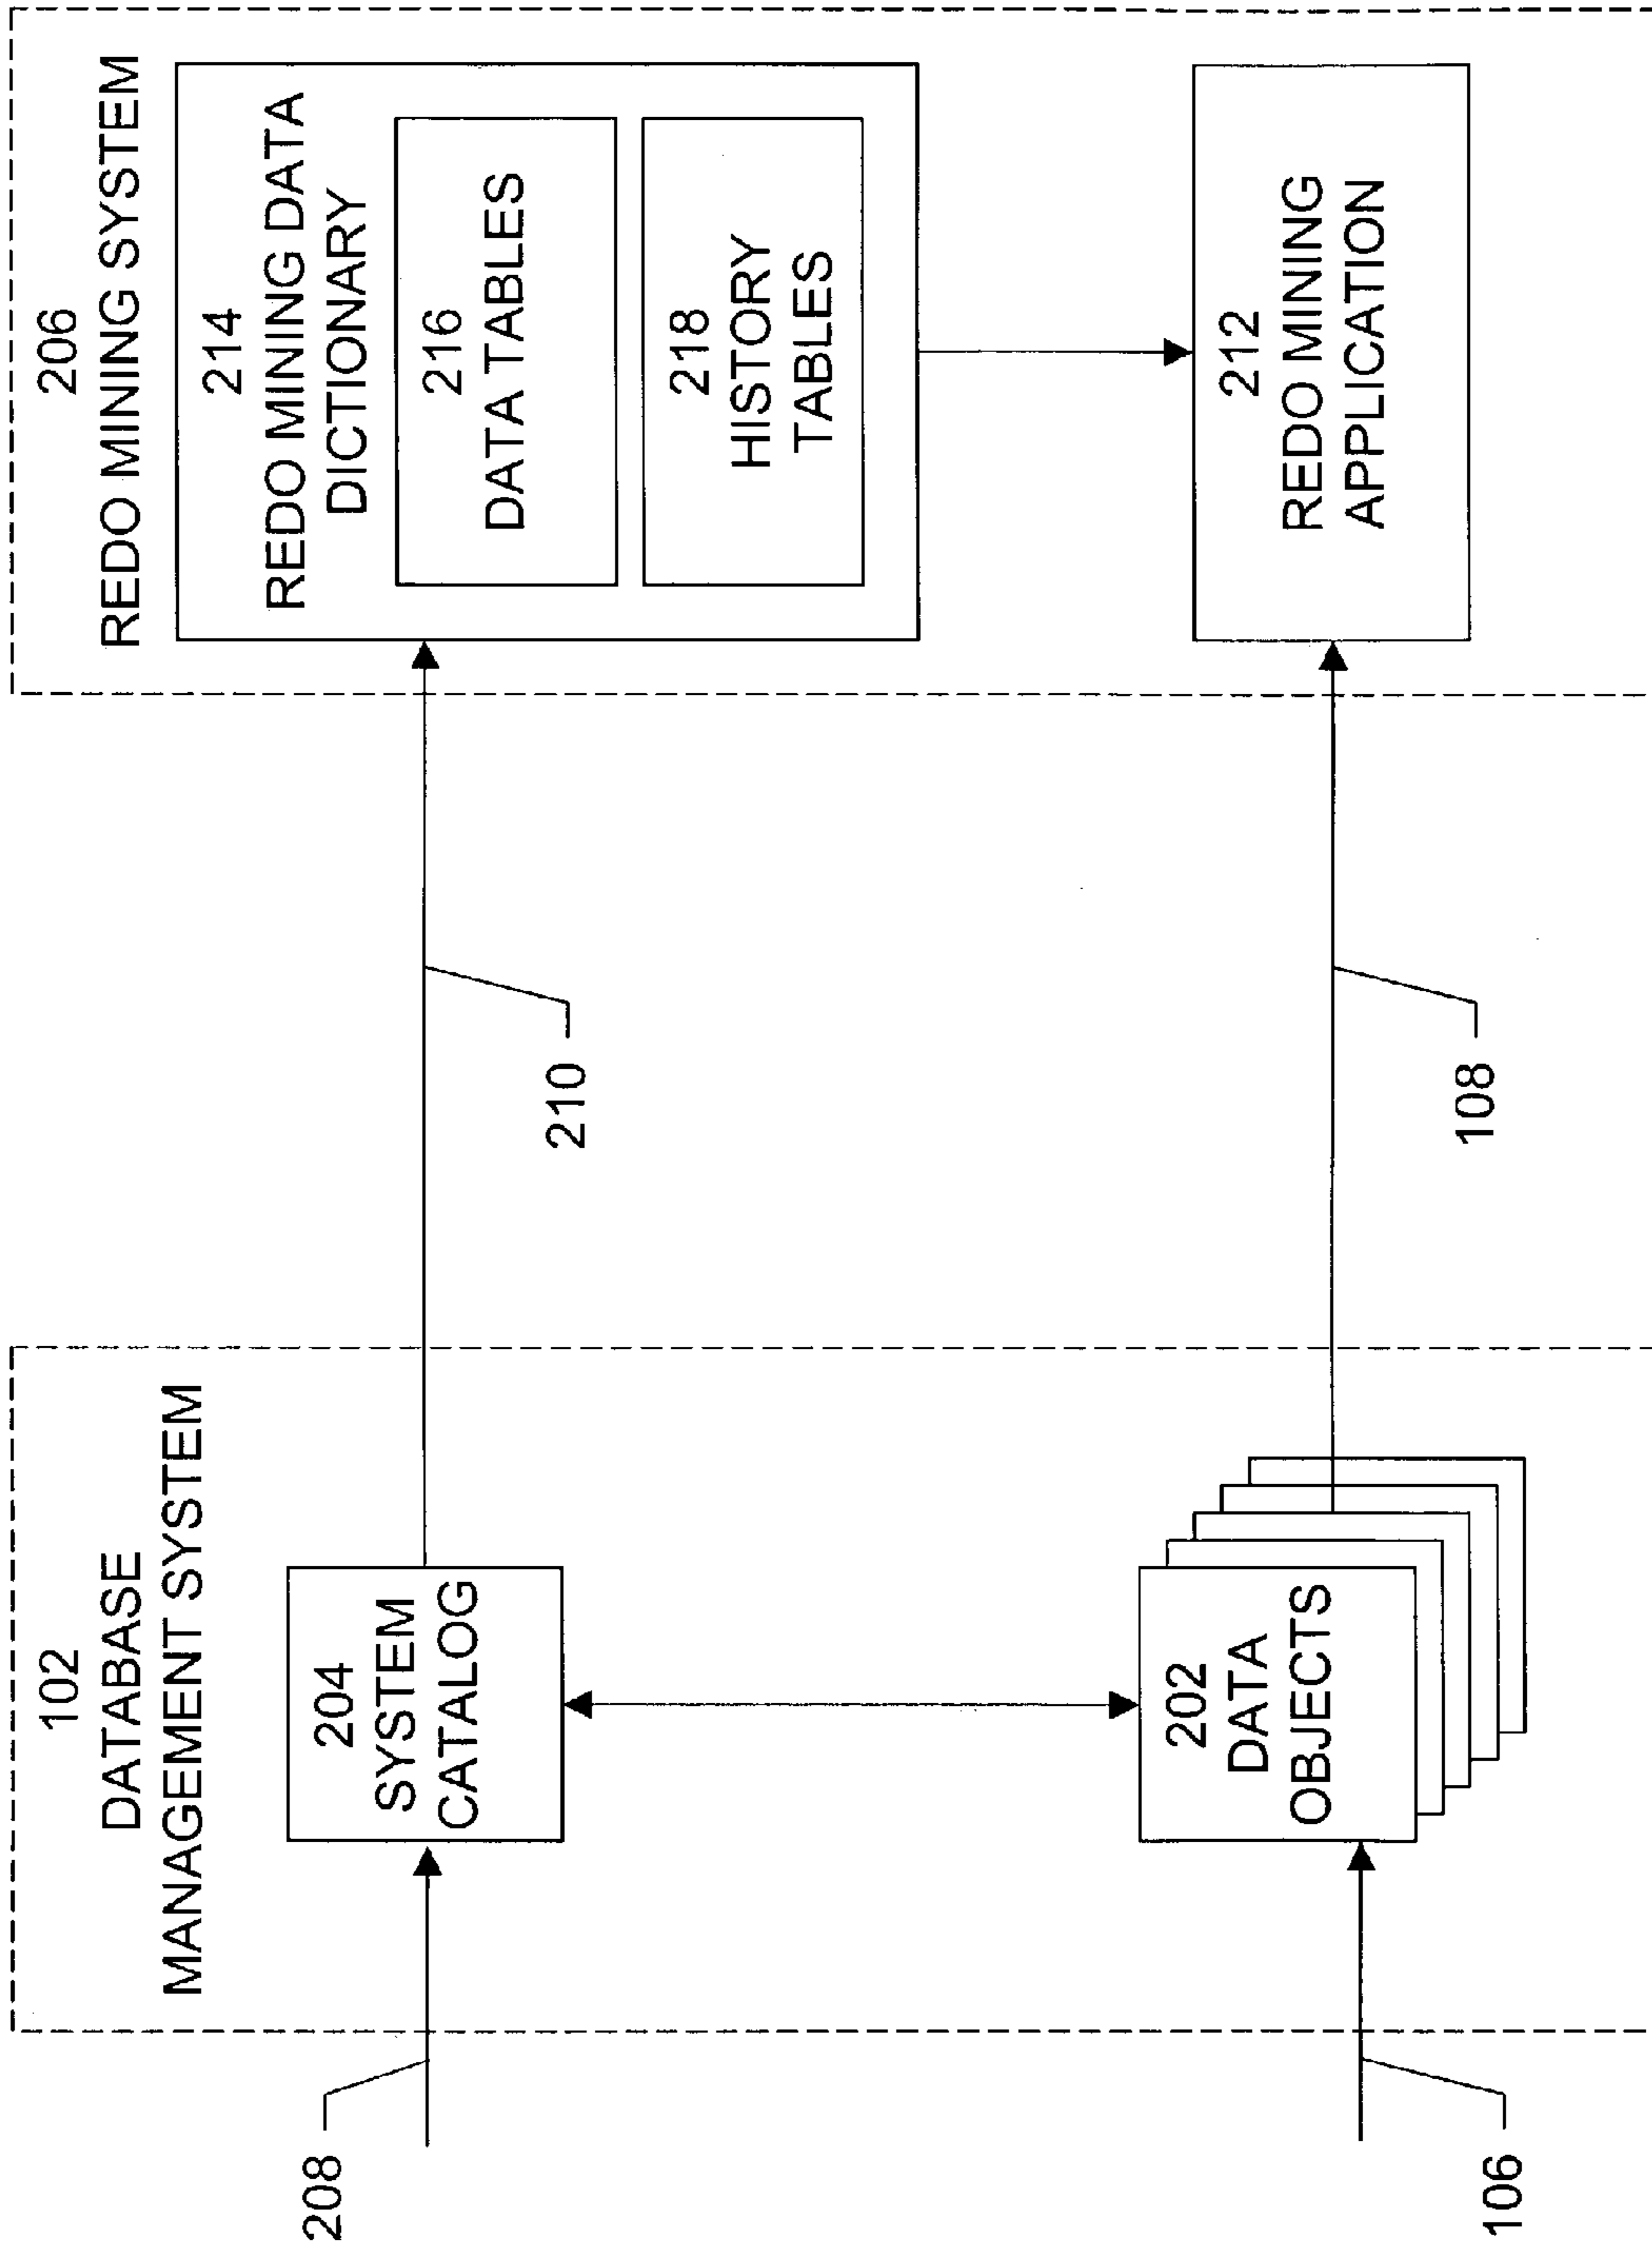 102
DATABASE
MANAGEMENT SYSTEM
208
204
SYSTEM
CATALOG
202
DATA
OBJECTS
106
210
108
206
REDO MINING SYSTEM
214
REDO MINING DATA
DICTIONARY
216
DATA TABLES
218
HISTORY
TABLES
212
REDO MINING
APPLICATION